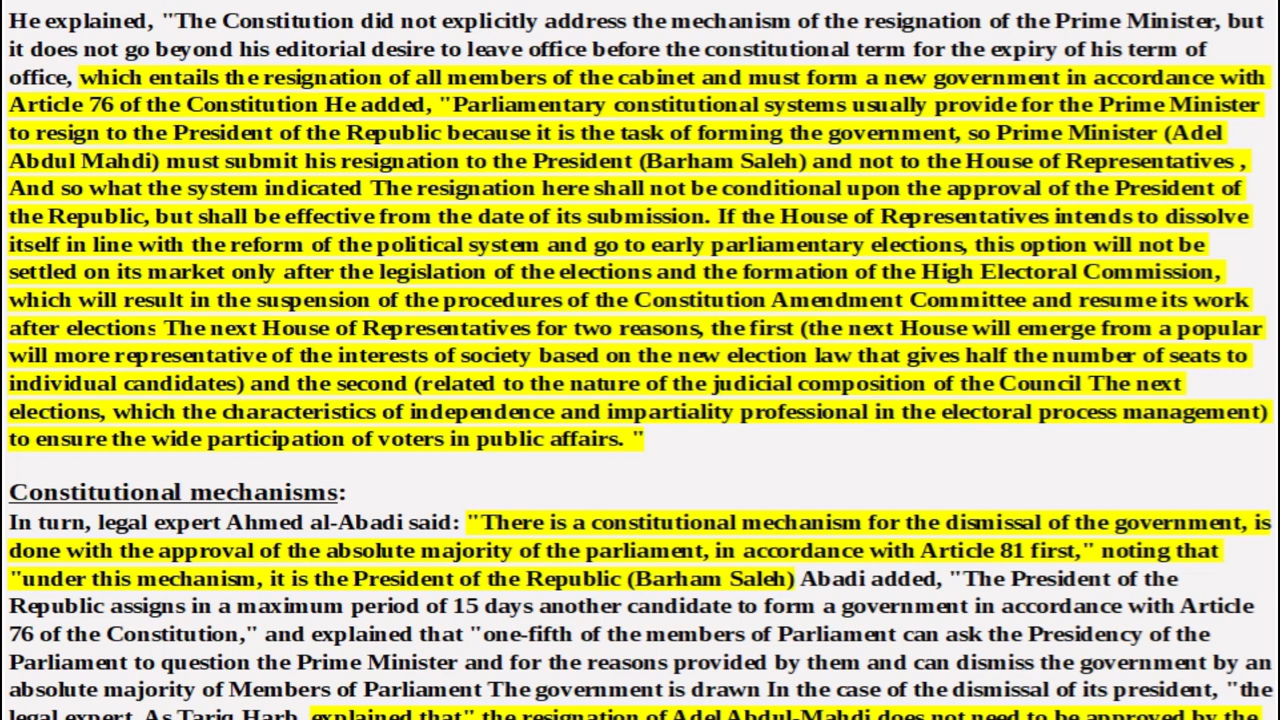 He explained, "The Constitution did not explicitly address the mechanism of the resignation of the Prime Minister, but
it does not go beyond his editorial desire to leave office before the constitutional term for the expiry of his term of
office, which entails the resignation of all members of the cabinet and must form a new government in accordance with
Article 76 of the Constitution He added, "Parliamentary constitutional systems usually provide for the Prime Minister
to resign to the President of the Republic because it is the task of forming the government, so Prime Minister (Adel
Abdul Mahdi) must submit his resignation to the President (Barham Saleh) and not to the House of Representatives ,
And so what the system indicated The resignation here shall not be conditional upon the approval of the President of
the Republic, but shall be effective from the date of its submission. If the House of Representatives intends to dissolve
itself in line with the reform of the political system and go to early parliamentary elections, this option will not be
settled on its market only after the legislation of the elections and the formation of the High Electoral Commission,
which will result in the suspension of the procedures of the Constitution Amendment Committee and resume its work
after elections The next House of Representatives for two reasons, the first (the next House will emerge from a popular
will more representative of the interests of society based on the new election law that gives half the number of seats to
individual candidates) and the second (related to the nature of the judicial composition of the Council The next
elections, which the characteristics of independence and impartiality professional in the electoral process management)
to ensure the wide participation of voters in public affairs. "
Constitutional mechanisms:
In turn, legal expert Ahmed al-Abadi said: "There is a constitutional mechanism for the dismissal of the government, is
done with the approval of the absolute majority of the parliament, in accordance with Article 81 first," noting that
"under this mechanism, it is the President of the Republic (Barham Saleh) Abadi added, "The President of the
Republic assigns in a maximum period of 15 days another candidate to form a government in accordance with Article
76 of the Constitution," and explained that "one-fifth of the members of Parliament can ask the Presidency of the
Parliament to question the Prime Minister and for the reasons provided by them and can dismiss the government by an
absolute majority of Members of Parliament The government is drawn In the case of the dismissal of its president, "the
legal expert, As Tariq Harb, explained that" the resignation of Adel Abdul-Mahdi does not need to be approved by the